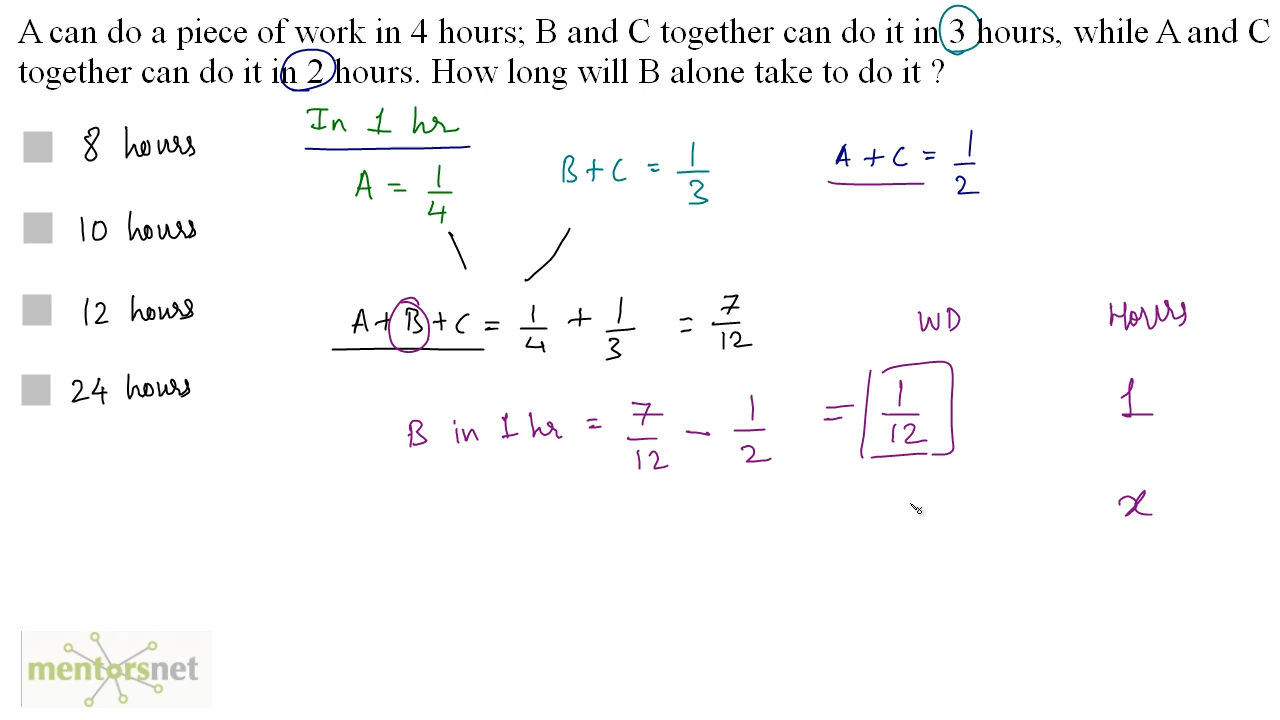 A can do a piece of work in 4 hours; B and C together can do it in 3 hours, while A and C
together can do it in 2 hours. How long will B alone take to do it ?
8 hours
10 hours
12 hours
24 hours
In 1 hr
A = 1/4
B + C = 1/3
A + C = 1/2
A + B + C = 1/4 + 1/3 = 7/12
B in 1 hr = 7/12 - 1/2 = 1/12
WD Hours
1
x
mentorsnet